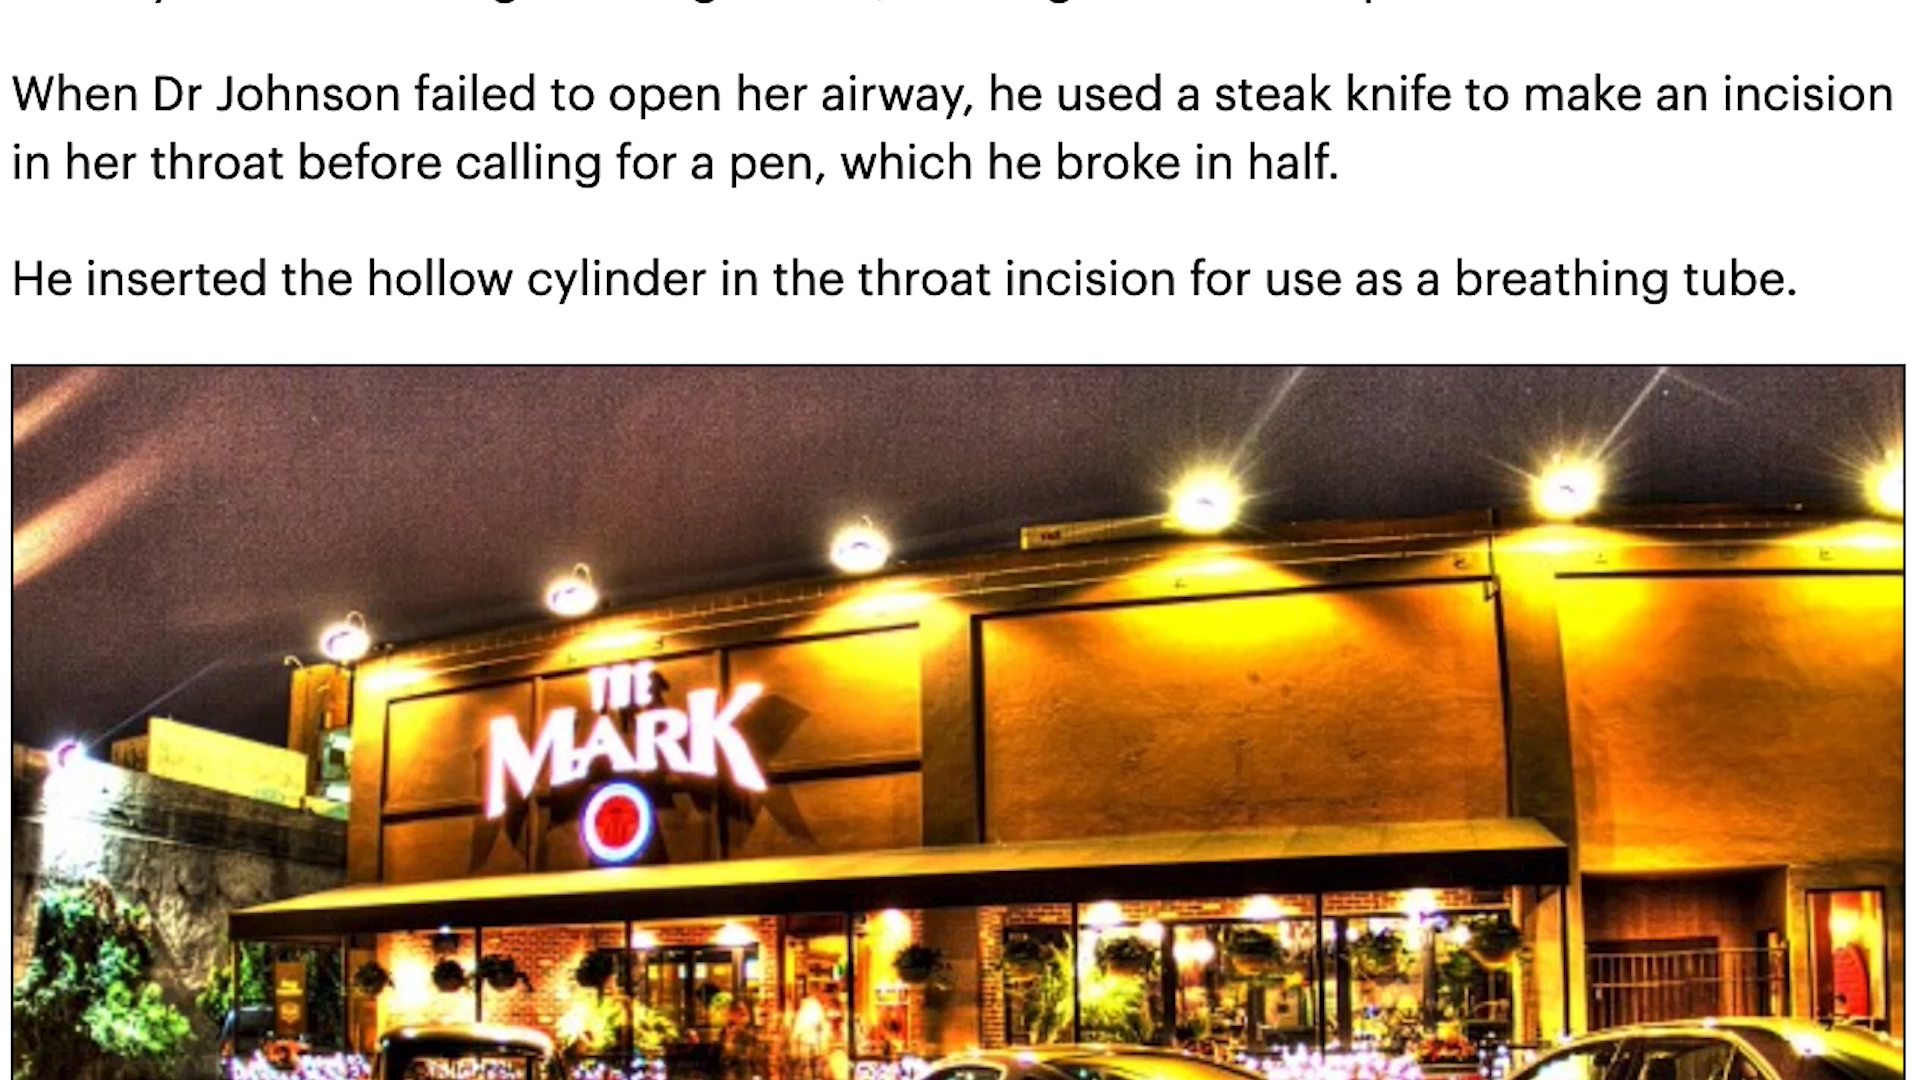 When Dr Johnson failed to open her airway, he used a steak knife to make an incision
in her throat before calling for a pen, which he broke in half.
He inserted the hollow cylinder in the throat incision for use as a breathing tube.
THE
MARK